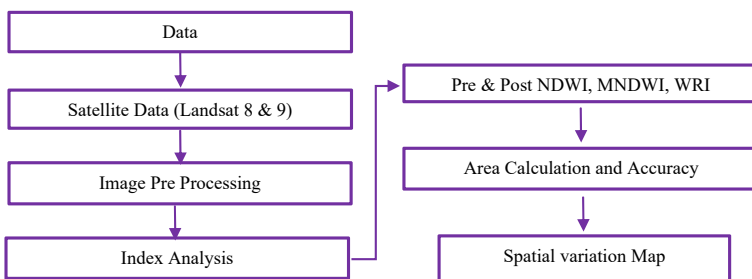 Data
Satellite Data (Landsat 8 & 9)
Image Pre Processing
Index Analysis
Pre & Post NDWI, MNDWI, WRI
Area Calculation and Accuracy
Spatial variation Map